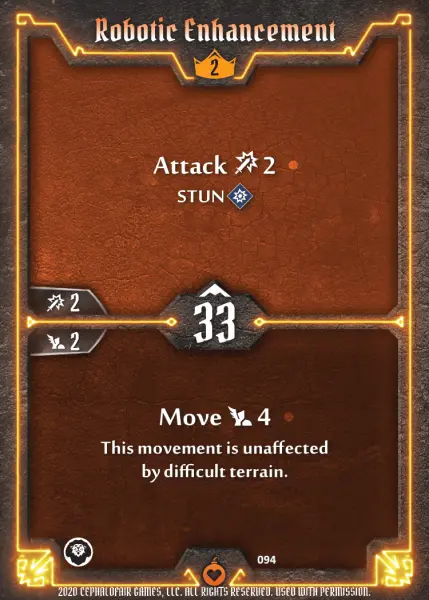 Robotic Enhancement
2
Attack 2
STUN
2
33
2
Move 4
This movement is unaffected
by difficult terrain.
094
2020 CEPHALOFAIR GAMES, LLC. ALL RIGHTS RESERVED. USED WITH PERMISSION.